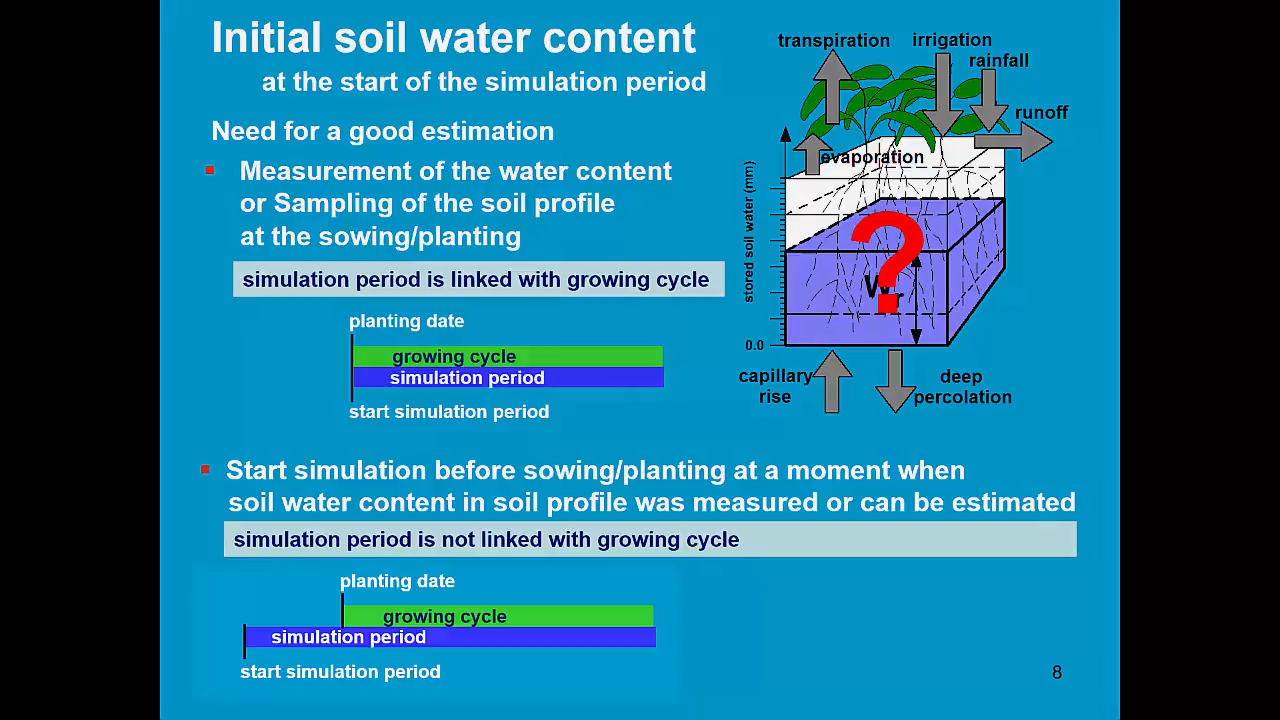 Initial soil water content
at the start of the simulation period
Need for a good estimation
Measurement of the water content
or Sampling of the soil profile
at the sowing/planting
simulation period is linked with growing cycle
planting date
growing cycle
simulation period
start simulation period
transpiration
irrigation
rainfall
runoff
evaporation
stored soil water (mm)
?
0.0
capillary
rise
deep
percolation
Start simulation before sowing/planting at a moment when
soil water content in soil profile was measured or can be estimated
simulation period is not linked with growing cycle
planting date
growing cycle
simulation period
start simulation period
8